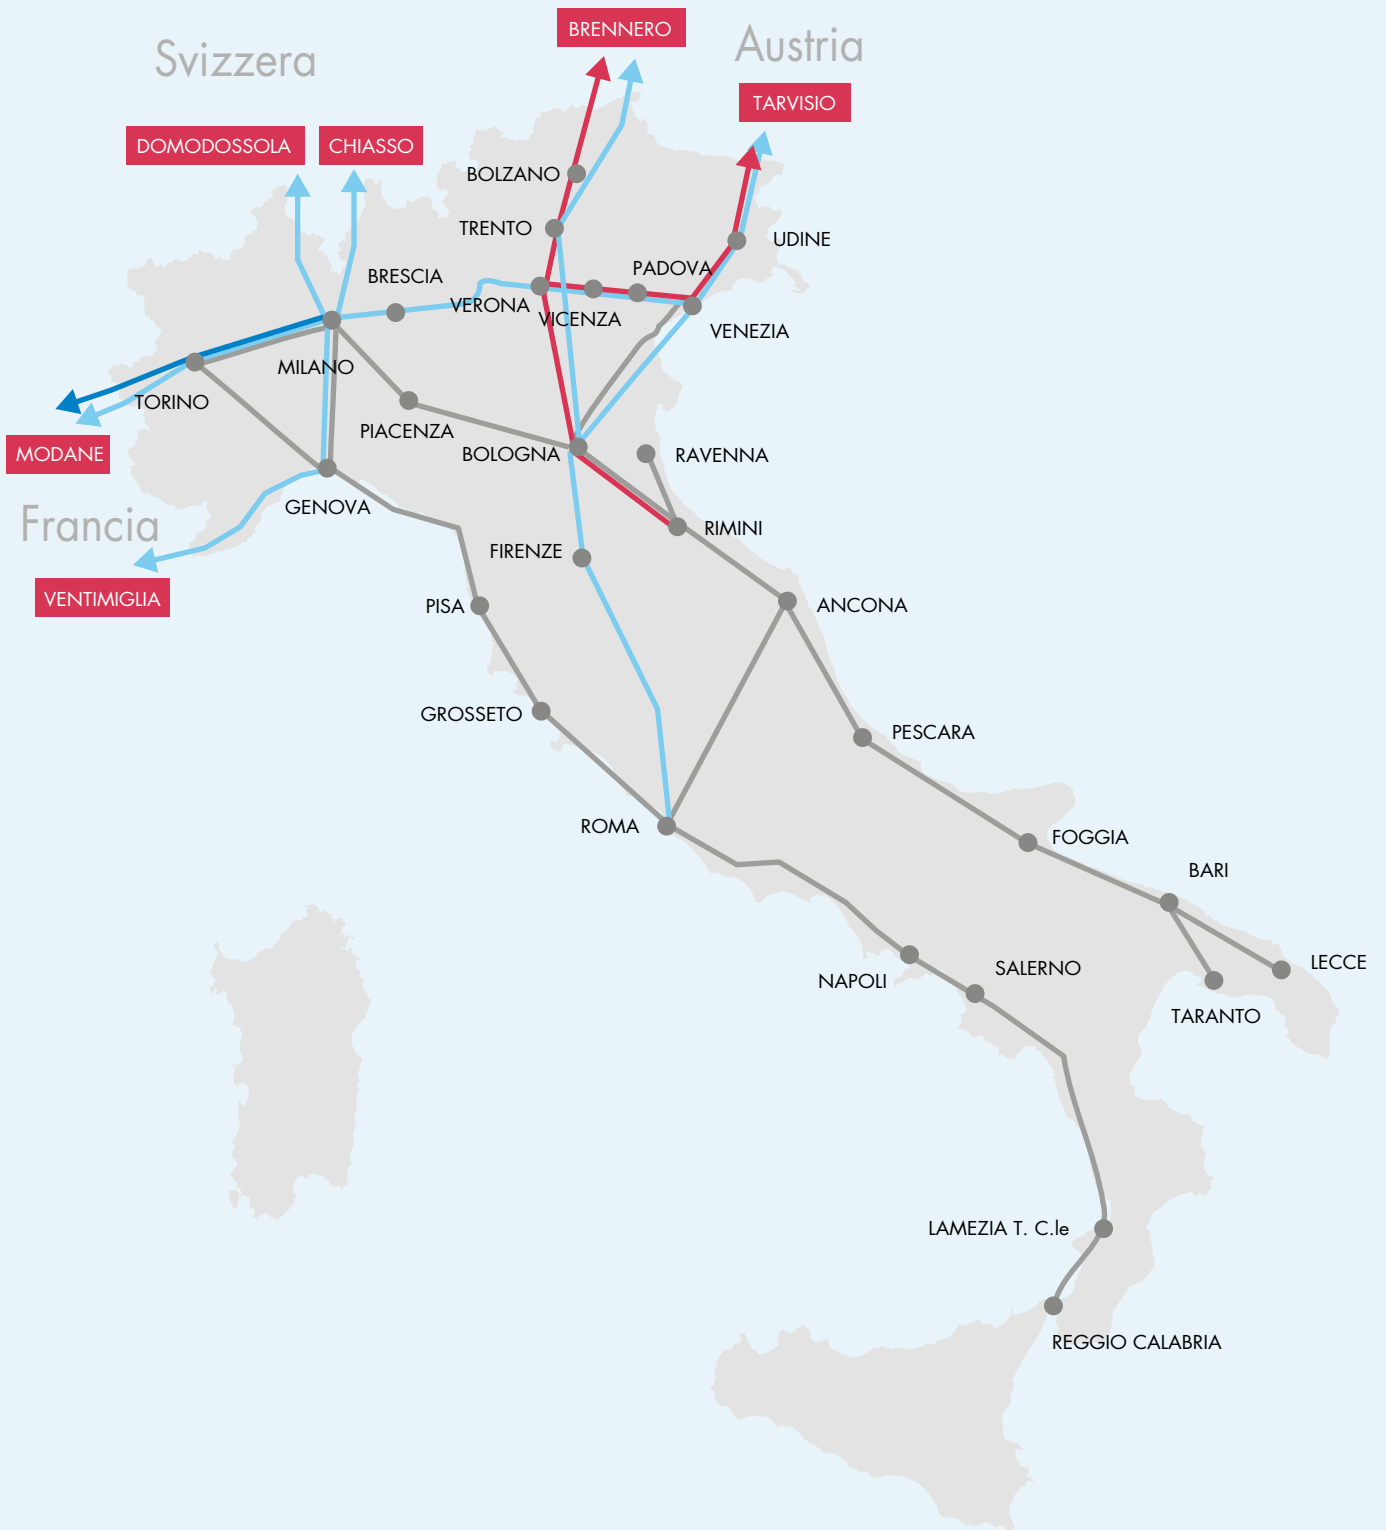 BRENNERO
Svizzera
Austria
TARVISIO
DOMODOSSOLA
CHIASSO
BOLZANO
TRENTO
UDINE
PADOVA
BRESCIA
VERONA
VICENZA
VENEZIA
MILANO
TORINO
PIACENZA
MODANE
BOLOGNA
RAVENNA
GENOVA
Francia
RIMINI
FIRENZE
VENTIMIGLIA
PISA
ANCONA
GROSSETO
PESCARA
ROMA
FOGGIA
BARI
LECCE
SALERNO
NAPOLI
TARANTO
LAMEZIA T. C.le
REGGIO CALABRIA